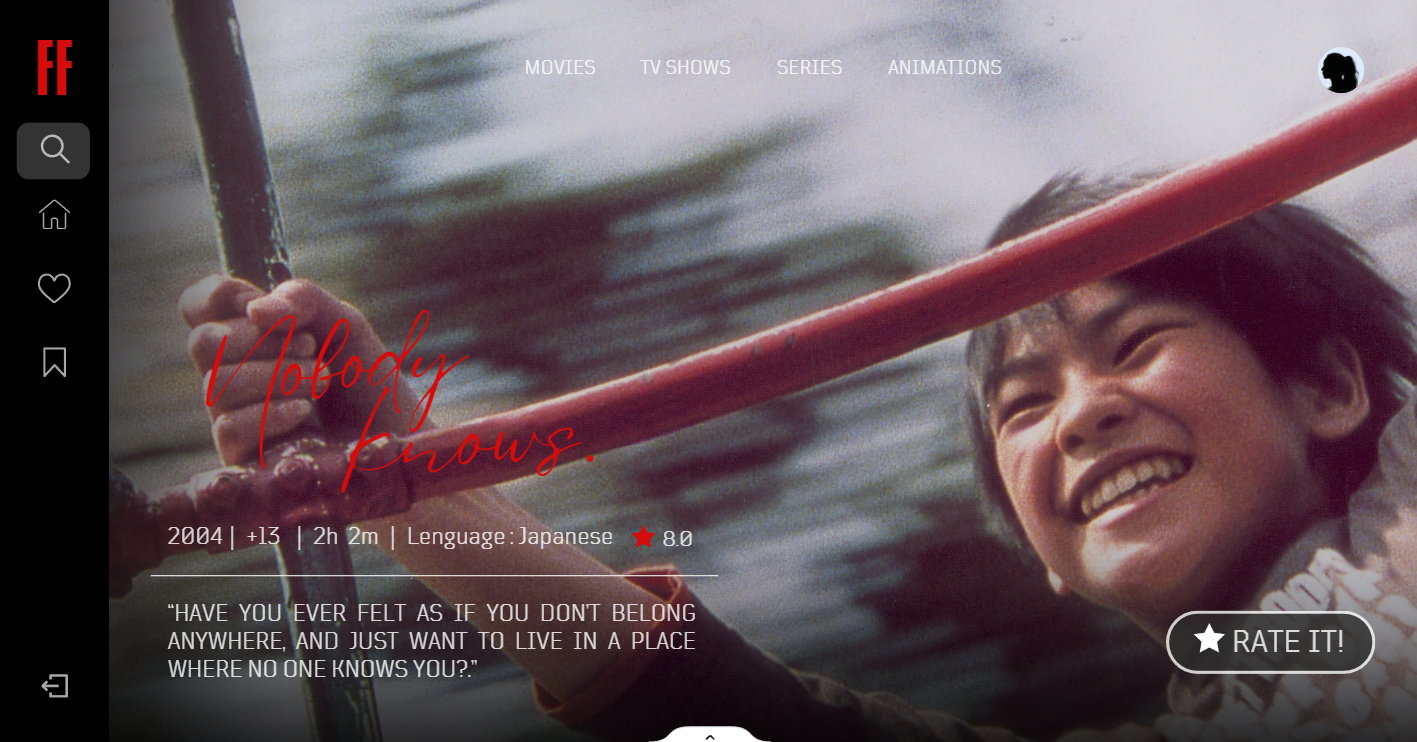 FF
MOVIES TV SHOWS SERIES ANIMATIONS
Nobody
knows.
2004 | +13 | 2h 2m | Lenguage : Japanese ★ 8.0
“HAVE YOU EVER FELT AS IF YOU DON'T BELONG
ANYWHERE, AND JUST WANT TO LIVE IN A PLACE
WHERE NO ONE KNOWS YOU?.”
★ RATE IT!